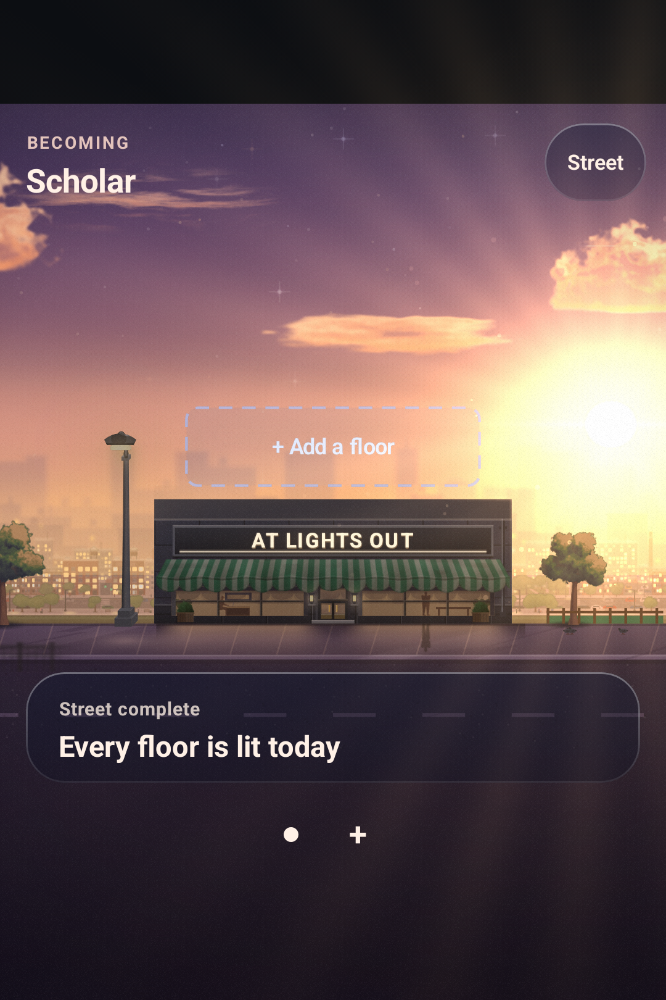 BECOMING
Scholar
Street
+ Add a floor
AT LIGHTS OUT
Street complete
Every floor is lit today
+